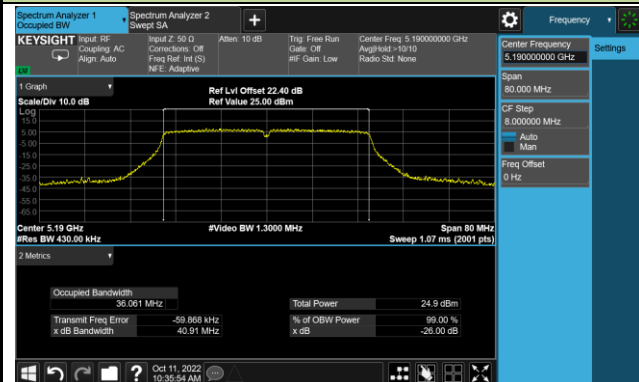 Spectrum Analyzer 1
Occupied BW
Spectrum Analyzer 2
Swept SA
Frequency
KEYSIGHT
Input: RF
Coupling: AC
Align: Auto
Input Z: 50 Ω
Corrections: Off
Freq Ref: Int (S)
NFE: Adaptive
Atten: 10 dB
Trig: Free Run
Gate: Off
#IF Gain: Low
Center Freq: 5.190000000 GHz
Avg|Hold:>10/10
Radio Std: None
Center Frequency
5.190000000 GHz
Settings
Span
80.000 MHz
CF Step
8.000000 MHz
Auto
Man
Freq Offset
0 Hz
1 Graph
Scale/Div 10.0 dB
Ref Lvl Offset 22.40 dB
Ref Value 25.00 dBm
Log
15.0
5.00
-5.00
-15.0
-25.0
-35.0
-45.0
-55.0
-65.0
Center 5.19 GHz
#Res BW 430.00 kHz
#Video BW 1.3000 MHz
Span 80 MHz
Sweep 1.07 ms (2001 pts)
2 Metrics
Occupied Bandwidth
36.061 MHz
Total Power 24.9 dBm
Transmit Freq Error -59.868 kHz
% of OBW Power 99.00 %
x dB Bandwidth 40.91 MHz
x dB -26.00 dB
?
Oct 11, 2022
10:35:54 AM